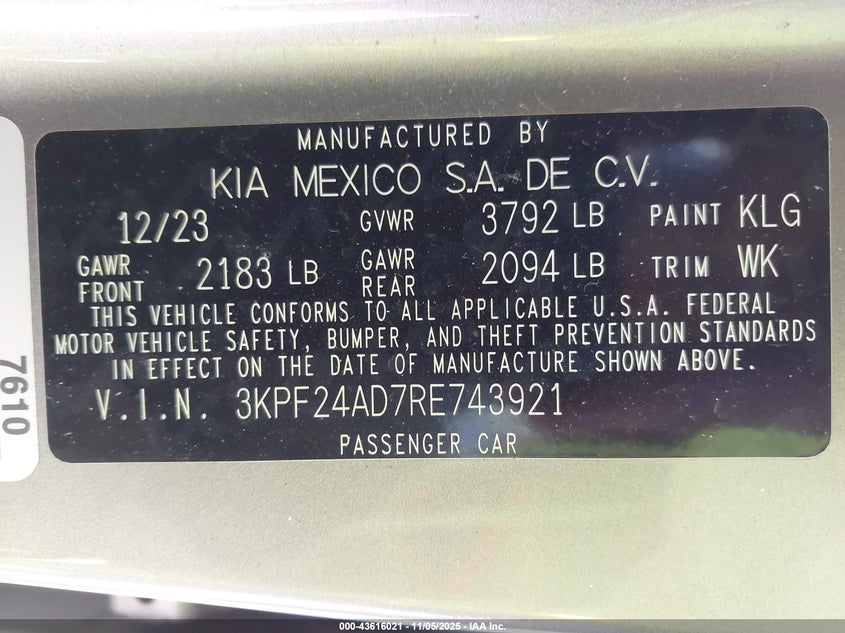 MANUFACTURED BY
KIA MEXICO S.A. DE C.V.
12/23 GVWR 3792 LB PAINT KLG
GAWR FRONT 2183 LB GAWR REAR 2094 LB TRIM WK
THIS VEHICLE CONFORMS TO ALL APPLICABLE U.S.A. FEDERAL
MOTOR VEHICLE SAFETY, BUMPER, AND THEFT PREVENTION STANDARDS
IN EFFECT ON THE DATE OF MANUFACTURE SHOWN ABOVE.
V.I.N. 3KPF24AD7RE743921
PASSENGER CAR
7610
000-43616021 | 11/05/2025 - IAA Inc.